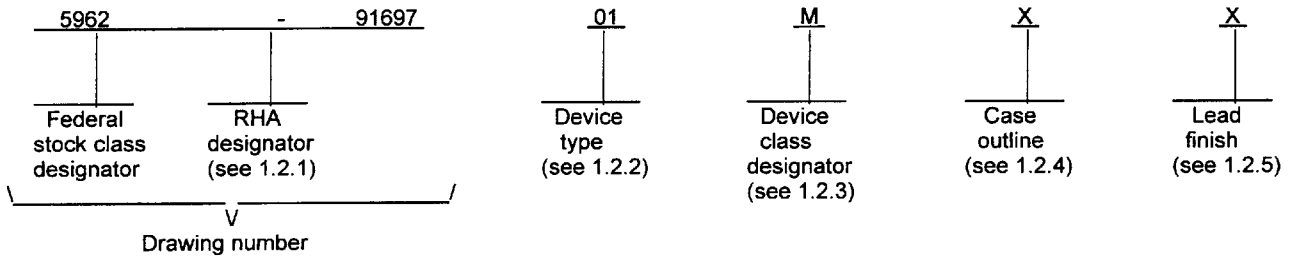 5962 - 91697 01 M X X
Federal stock class designator
RHA designator (see 1.2.1)
Device type (see 1.2.2)
Device class designator (see 1.2.3)
Case outline (see 1.2.4)
Lead finish (see 1.2.5)
\ /
V
Drawing number